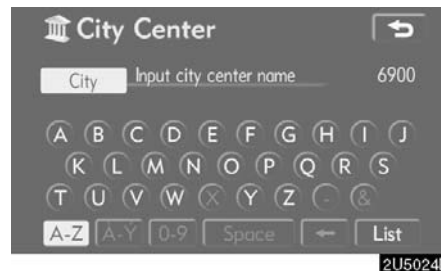 City Center
City Input city center name 6900
A B C D E F G H I J
K L M N O P Q R S
T U V W X Y Z - &
A-Z À-Ý 0-9 Space ← List
2U5024